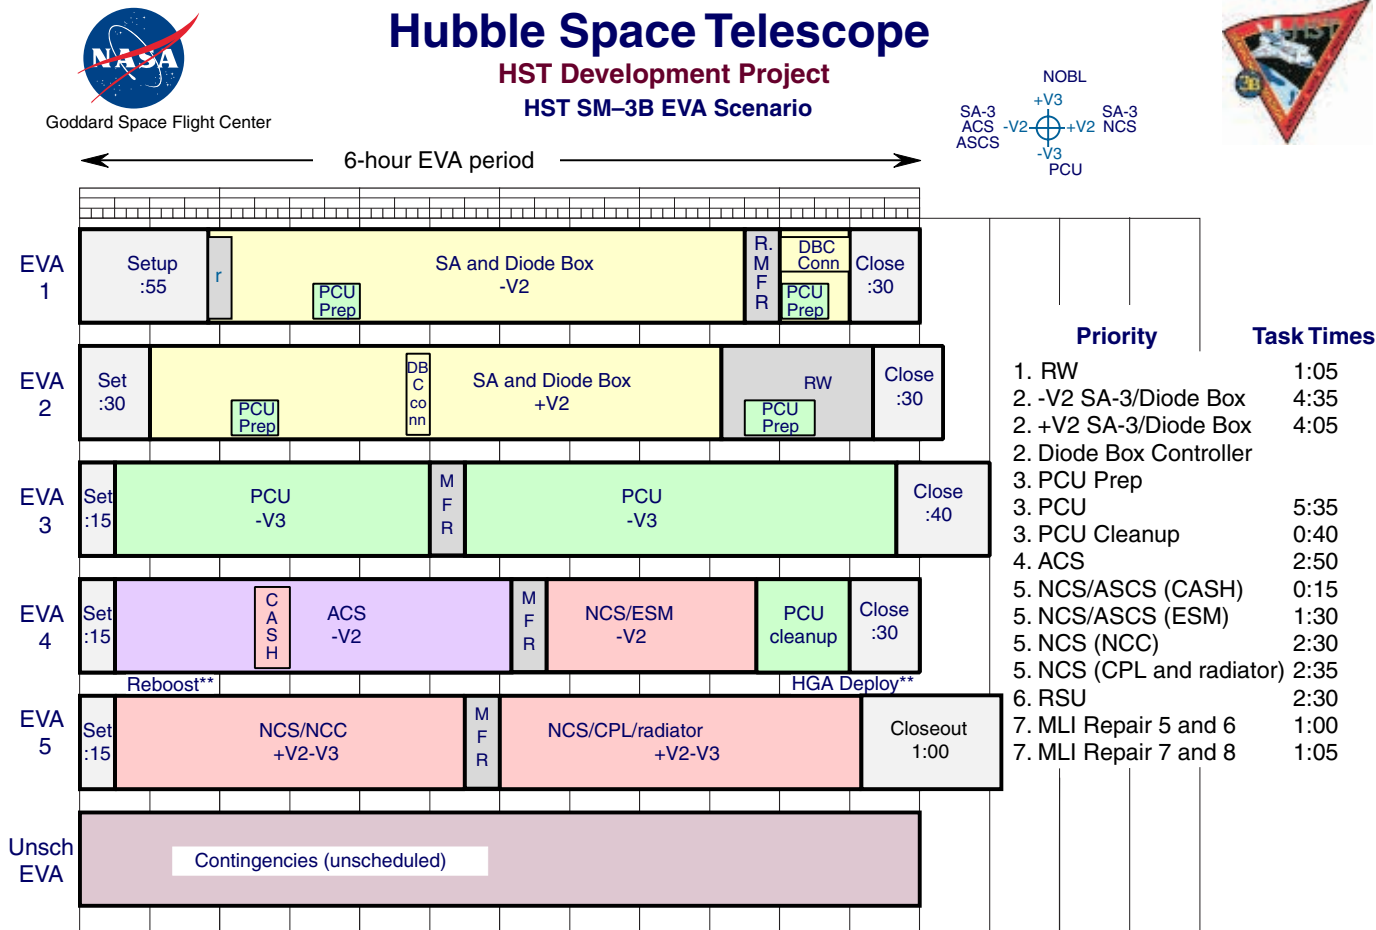 NASA
Goddard Space Flight Center
Hubble Space Telescope
HST Development Project
HST SM–3B EVA Scenario
NOBL
+V3
SA-3
ACS
ASCS
-V2
+V2
SA-3
NCS
-V3
PCU
HST
3B
6-hour EVA period
EVA
1
Setup
:55
r
PCU
Prep
SA and Diode Box
-V2
R.
M
F
R
DBC
Conn
PCU
Prep
Close
:30
EVA
2
Set
:30
PCU
Prep
DB
C
co
nn
SA and Diode Box
+V2
RW
PCU
Prep
Close
:30
EVA
3
Set
:15
PCU
-V3
M
F
R
PCU
-V3
Close
:40
EVA
4
Set
:15
C
A
S
H
ACS
-V2
M
F
R
NCS/ESM
-V2
PCU
cleanup
Close
:30
Reboost**
HGA Deploy**
EVA
5
Set
:15
NCS/NCC
+V2-V3
M
F
R
NCS/CPL/radiator
+V2-V3
Closeout
1:00
Unsch
EVA
Contingencies (unscheduled)
Priority Task Times
1. RW 1:05
2. -V2 SA-3/Diode Box 4:35
2. +V2 SA-3/Diode Box 4:05
2. Diode Box Controller
3. PCU Prep
3. PCU 5:35
3. PCU Cleanup 0:40
4. ACS 2:50
5. NCS/ASCS (CASH) 0:15
5. NCS/ASCS (ESM) 1:30
5. NCS (NCC) 2:30
5. NCS (CPL and radiator) 2:35
6. RSU 2:30
7. MLI Repair 5 and 6 1:00
7. MLI Repair 7 and 8 1:05